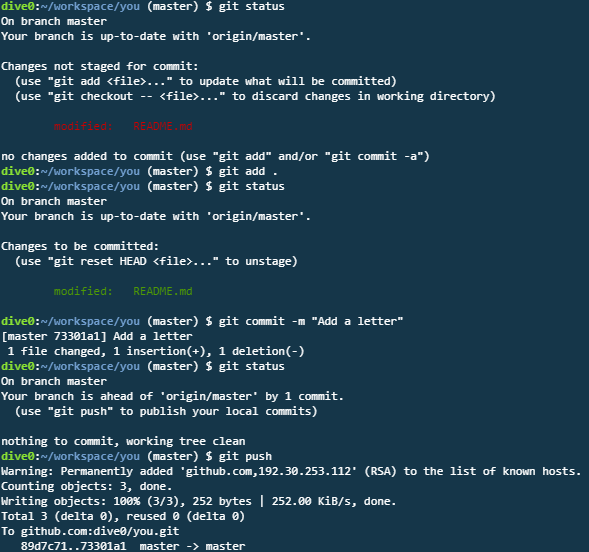 dive0:~/workspace/you (master) $ git status
On branch master
Your branch is up-to-date with 'origin/master'.
Changes not staged for commit:
(use "git add <file>..." to update what will be committed)
(use "git checkout -- <file>..." to discard changes in working directory)
modified: README.md
no changes added to commit (use "git add" and/or "git commit -a")
dive0:~/workspace/you (master) $ git add .
dive0:~/workspace/you (master) $ git status
On branch master
Your branch is up-to-date with 'origin/master'.
Changes to be committed:
(use "git reset HEAD <file>..." to unstage)
modified: README.md
dive0:~/workspace/you (master) $ git commit -m "Add a letter"
[master 73301a1] Add a letter
1 file changed, 1 insertion(+), 1 deletion(-)
dive0:~/workspace/you (master) $ git status
On branch master
Your branch is ahead of 'origin/master' by 1 commit.
(use "git push" to publish your local commits)
nothing to commit, working tree clean
dive0:~/workspace/you (master) $ git push
Warning: Permanently added 'github.com,192.30.253.112' (RSA) to the list of known hosts.
Counting objects: 3, done.
Writing objects: 100% (3/3), 252 bytes | 252.00 KiB/s, done.
Total 3 (delta 0), reused 0 (delta 0)
To github.com:dive0/you.git
89d7c71..73301a1 master -> master